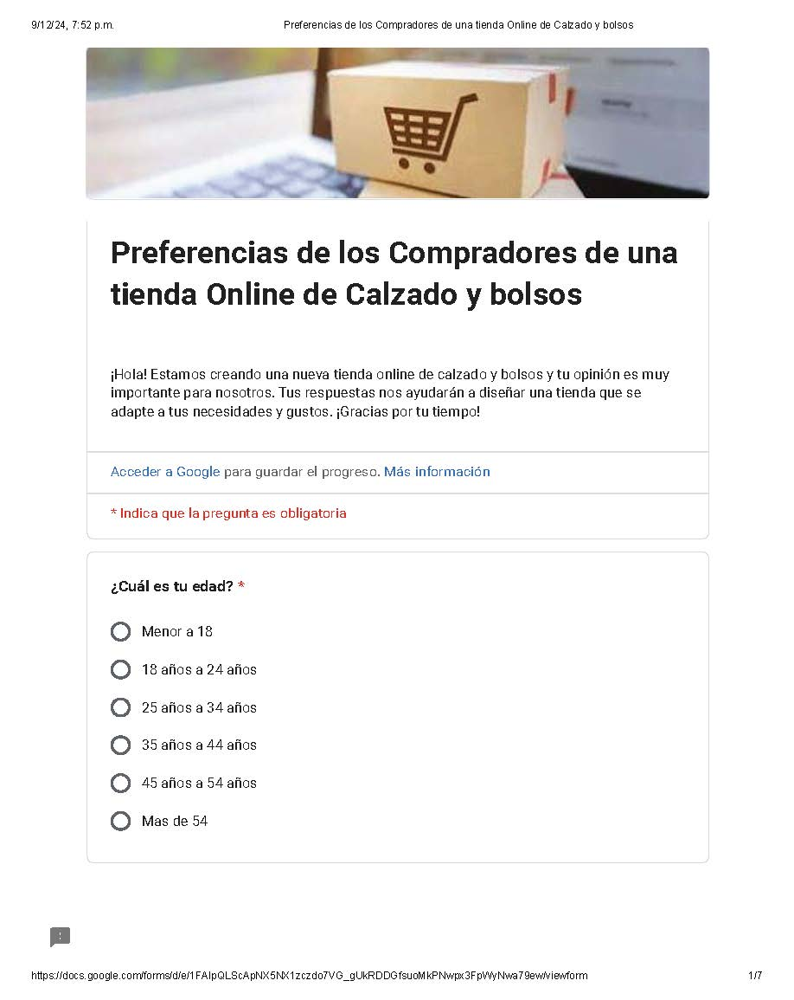 9/12/24, 7:52 p.m. Preferencias de los Compradores de una tienda Online de Calzado y bolsos
Preferencias de los Compradores de una
tienda Online de Calzado y bolsos
¡Hola! Estamos creando una nueva tienda online de calzado y bolsos y tu opinión es muy
importante para nosotros. Tus respuestas nos ayudarán a diseñar una tienda que se
adapte a tus necesidades y gustos. ¡Gracias por tu tiempo!
Acceder a Google para guardar el progreso. Más información
* Indica que la pregunta es obligatoria
¿Cuál es tu edad? *
Menor a 18
18 años a 24 años
25 años a 34 años
35 años a 44 años
45 años a 54 años
Mas de 54
https://docs.google.com/forms/d/e/1FAIpQLScApNX5NX1zczdo7VG_gUkRDDGfsuoMkPNwpx3FpWyNwa79ew/viewform 1/7